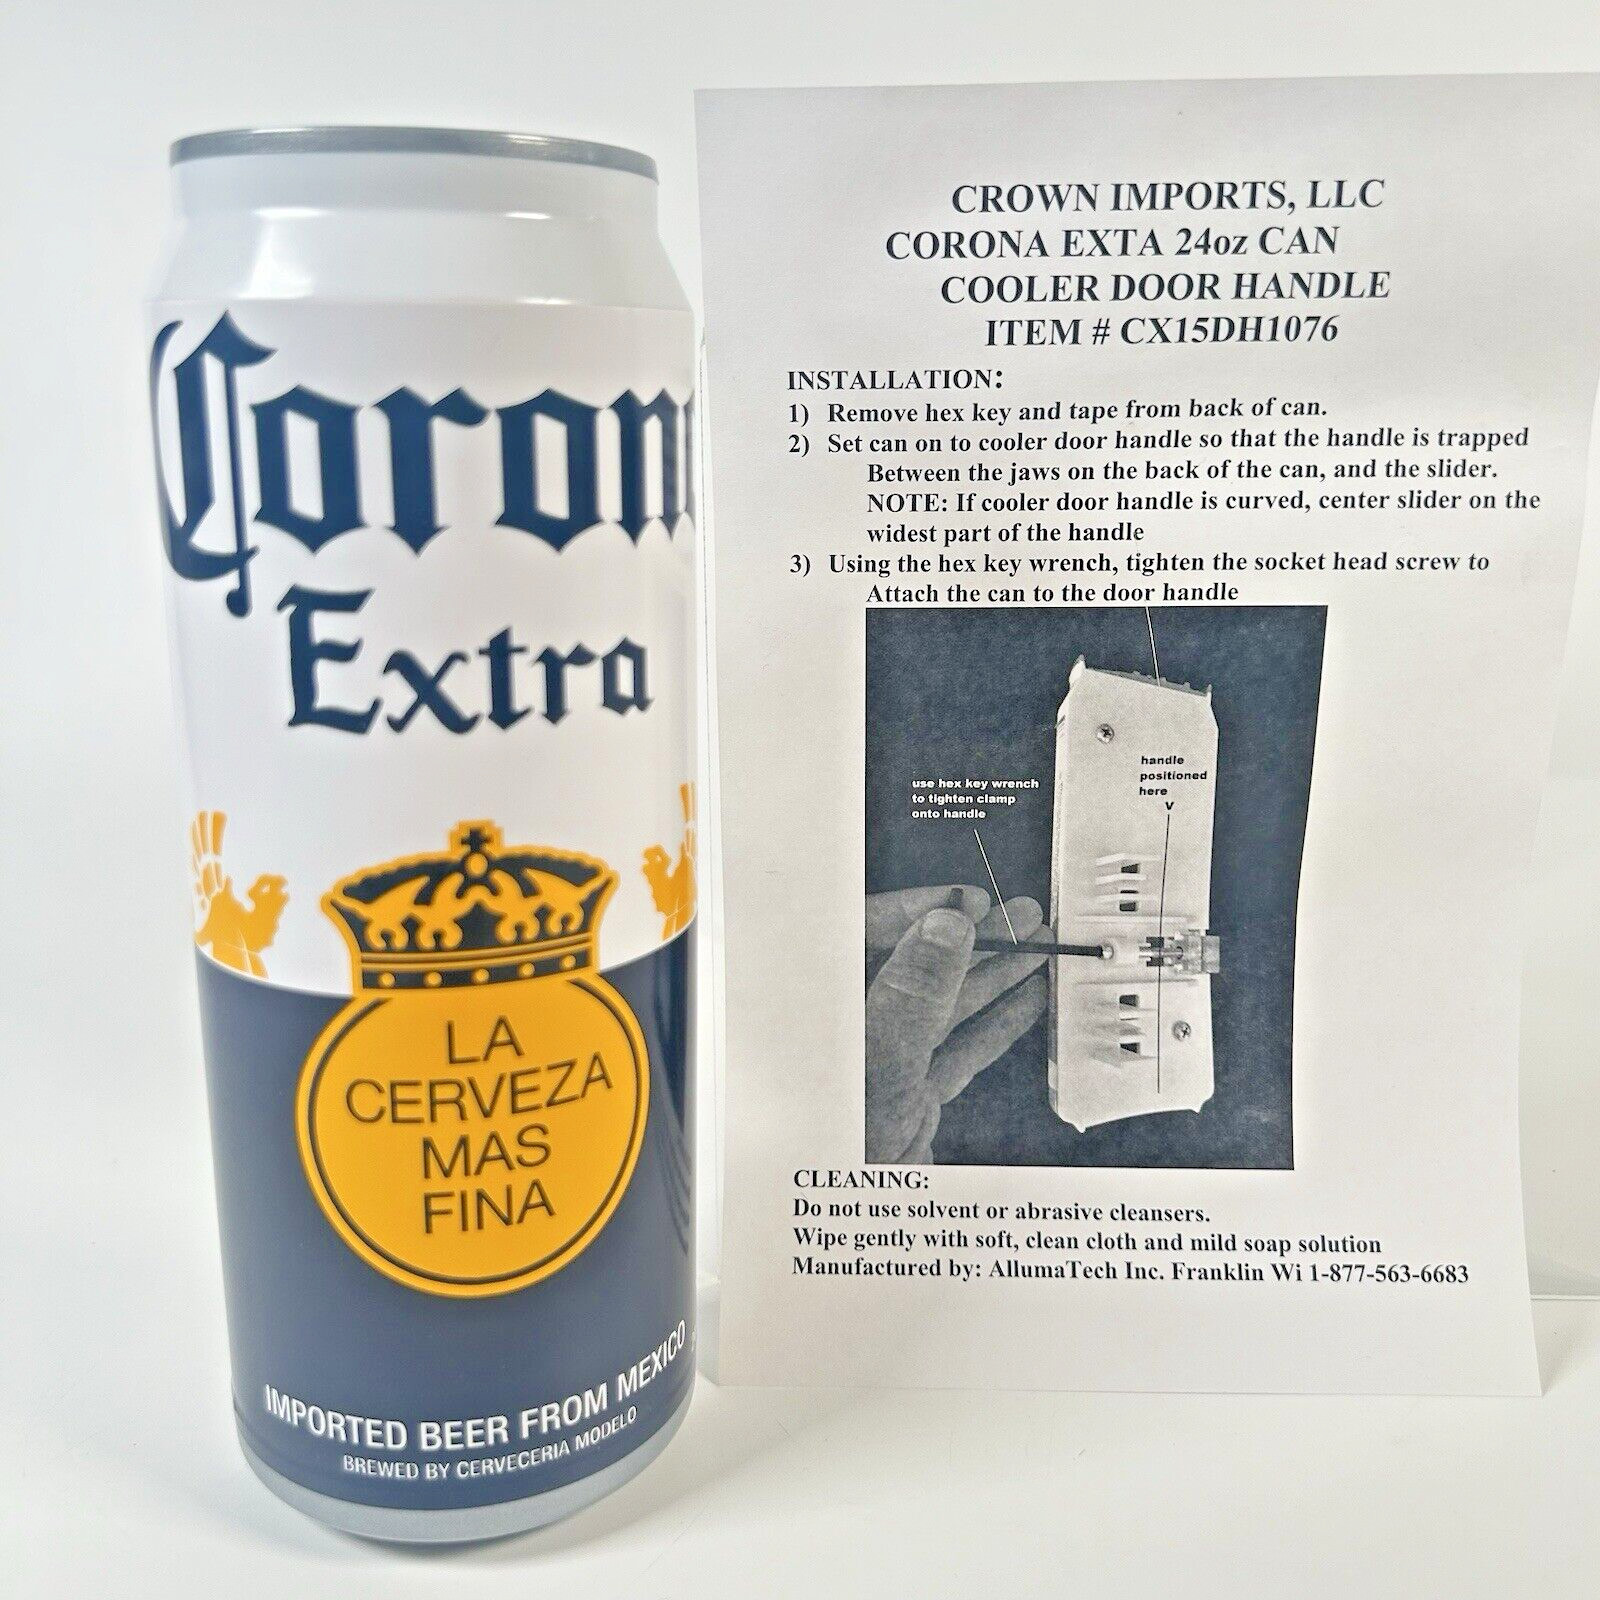 Corona
Extra
LA
CERVEZA
MAS
FINA
IMPORTED BEER FROM MEXICO
BREWED BY CERVECERIA MODELO
CROWN IMPORTS, LLC
CORONA EXTA 24oz CAN
COOLER DOOR HANDLE
ITEM # CX15DH1076
INSTALLATION:
1) Remove hex key and tape from back of can.
2) Set can on to cooler door handle so that the handle is trapped
Between the jaws on the back of the can, and the slider.
NOTE: If cooler door handle is curved, center slider on the
widest part of the handle
3) Using the hex key wrench, tighten the socket head screw to
Attach the can to the door handle
use hex key wrench
to tighten clamp
onto handle
handle
positioned
here
V
CLEANING:
Do not use solvent or abrasive cleansers.
Wipe gently with soft, clean cloth and mild soap solution
Manufactured by: AllumaTech Inc. Franklin Wi 1-877-563-6683